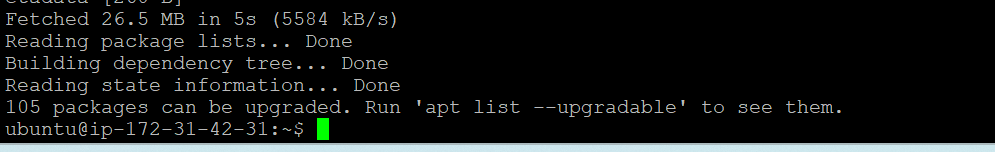 Fetched 26.5 MB in 5s (5584 kB/s)
Reading package lists... Done
Building dependency tree... Done
Reading state information... Done
105 packages can be upgraded. Run 'apt list --upgradable' to see them.
ubuntu@ip-172-31-42-31:~$